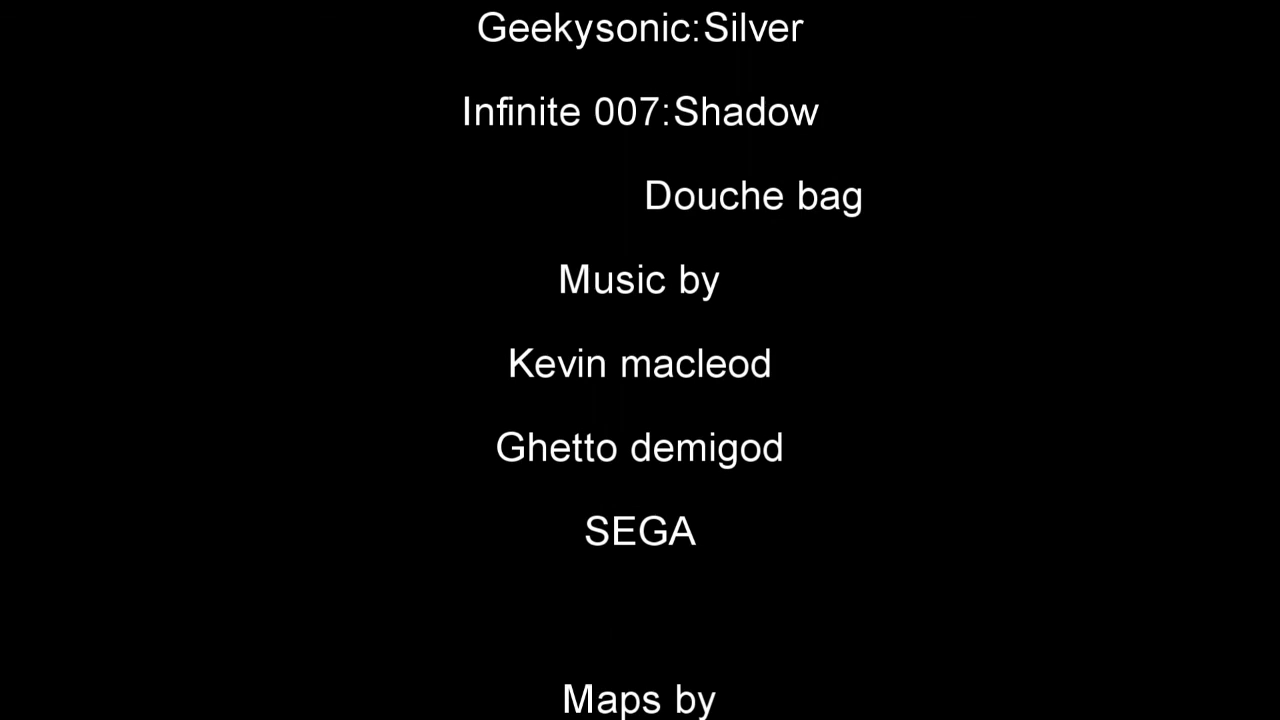 Geekysonic:Silver
Infinite 007:Shadow
Douche bag
Music by
Kevin macleod
Ghetto demigod
SEGA
Maps by